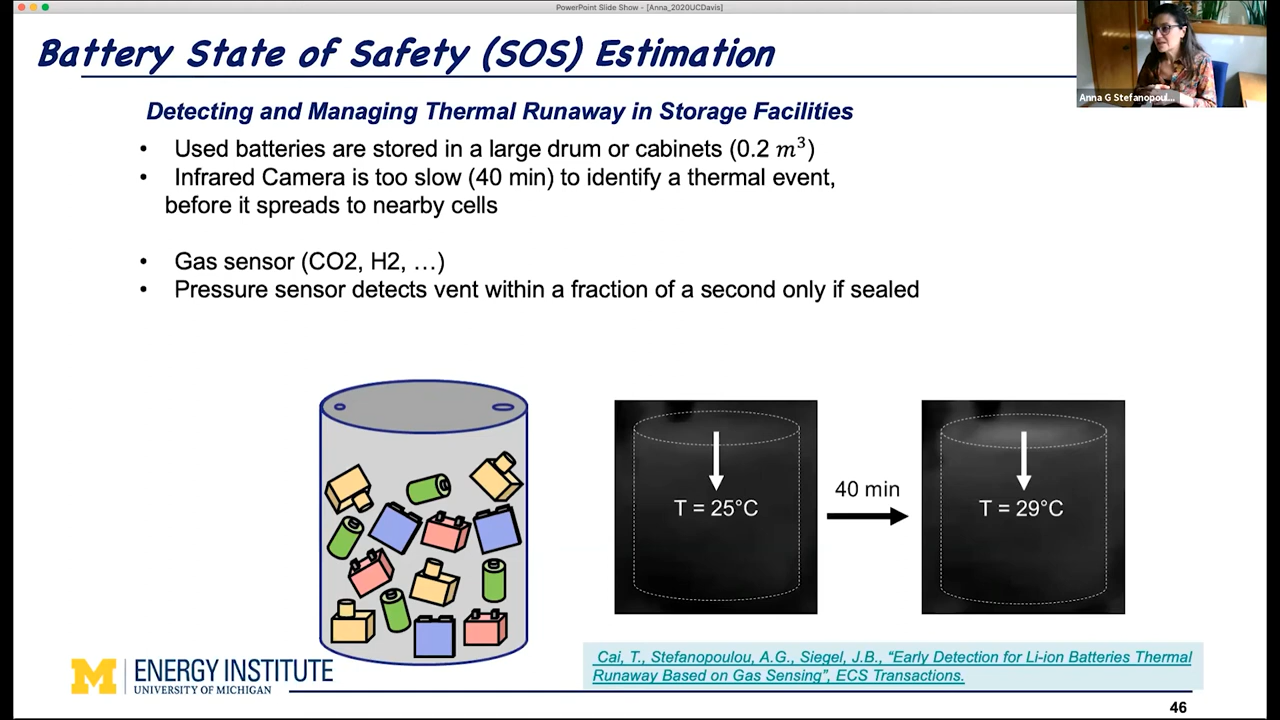 PowerPoint Slide Show - [Anna_2020UCDavis]
Battery State of Safety (SOS) Estimation
Anna G Stefanopoul...
Detecting and Managing Thermal Runaway in Storage Facilities
• Used batteries are stored in a large drum or cabinets (0.2 m³)
• Infrared Camera is too slow (40 min) to identify a thermal event,
before it spreads to nearby cells
• Gas sensor (CO2, H2, …)
• Pressure sensor detects vent within a fraction of a second only if sealed
T = 25°C
40 min
T = 29°C
Cai, T., Stefanopoulou, A.G., Siegel, J.B., “Early Detection for Li-ion Batteries Thermal
Runaway Based on Gas Sensing”, ECS Transactions.
M ENERGY INSTITUTE
UNIVERSITY OF MICHIGAN
46